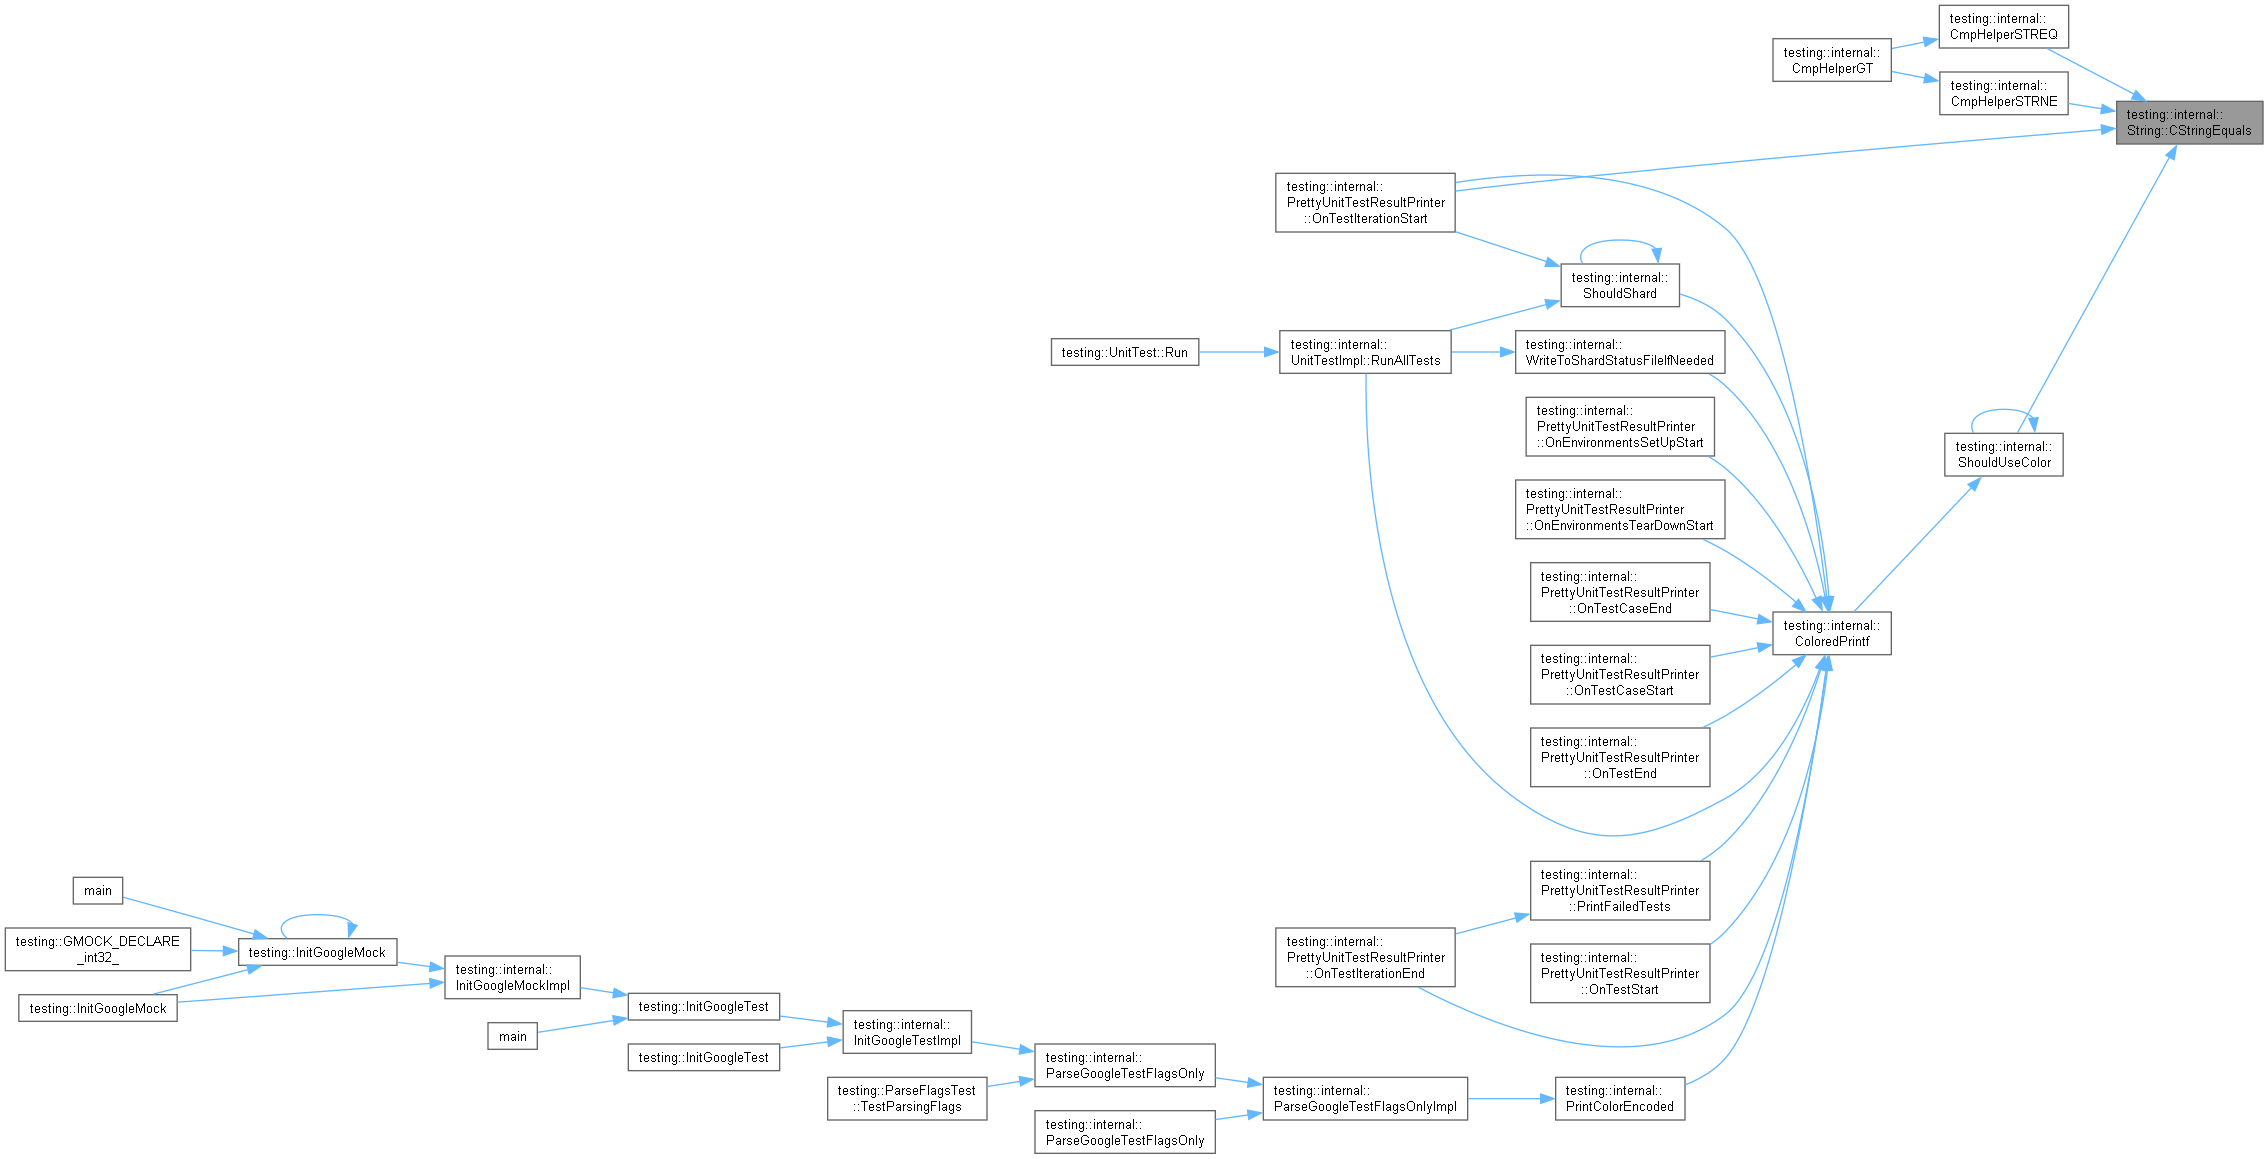 testing::internal::
CmpHelperSTREQ
testing::internal::
CmpHelperGT
testing::internal::
CmpHelperSTRNE
testing::internal::
String::CStringEquals
testing::internal::
PrettyUnitTestResultPrinter
::OnTestIterationStart
testing::internal::
ShouldShard
testing::UnitTest::Run
testing::internal::
UnitTestImpl::RunAllTests
testing::internal::
WriteToShardStatusFileIfNeeded
testing::internal::
PrettyUnitTestResultPrinter
::OnEnvironmentsSetUpStart
testing::internal::
ShouldUseColor
testing::internal::
PrettyUnitTestResultPrinter
::OnEnvironmentsTearDownStart
testing::internal::
PrettyUnitTestResultPrinter
::OnTestCaseEnd
testing::internal::
ColoredPrintf
testing::internal::
PrettyUnitTestResultPrinter
::OnTestCaseStart
testing::internal::
PrettyUnitTestResultPrinter
::OnTestEnd
testing::internal::
PrettyUnitTestResultPrinter
::PrintFailedTests
main
testing::GMOCK_DECLARE
_int32_
testing::InitGoogleMock
testing::internal::
PrettyUnitTestResultPrinter
::OnTestIterationEnd
testing::internal::
PrettyUnitTestResultPrinter
::OnTestStart
testing::internal::
InitGoogleMockImpl
testing::InitGoogleMock
testing::InitGoogleTest
main
testing::internal::
InitGoogleTestImpl
testing::InitGoogleTest
testing::internal::
ParseGoogleTestFlagsOnly
testing::ParseFlagsTest
::TestParsingFlags
testing::internal::
ParseGoogleTestFlagsOnlyImpl
testing::internal::
PrintColorEncoded
testing::internal::
ParseGoogleTestFlagsOnly